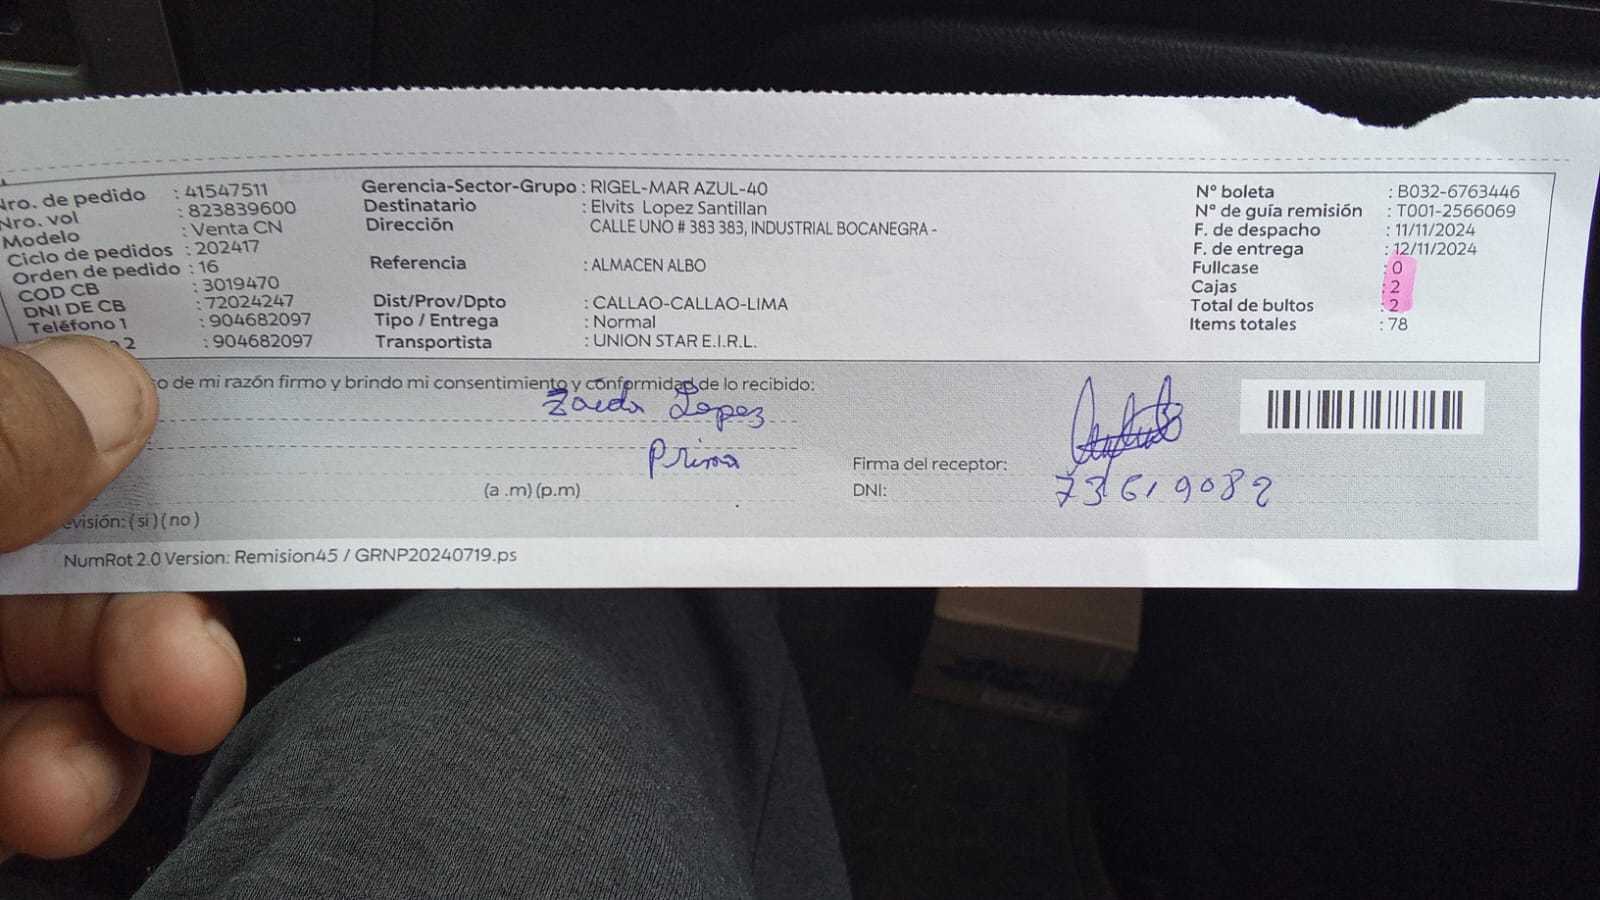 Nro. de pedido : 41547511
Nro. vol : 823839600
Modelo : Venta CN
Ciclo de pedidos : 202417
Orden de pedido : 16
COD CB : 3019470
DNI DE CB : 72024247
Teléfono 1 : 904682097
2 : 904682097
Gerencia-Sector-Grupo : RIGEL-MAR AZUL-40
Destinatario : Elvits Lopez Santillan
Dirección CALLE UNO # 383 383, INDUSTRIAL BOCANEGRA -
Referencia : ALMACEN ALBO
Dist/Prov/Dpto : CALLAO-CALLAO-LIMA
Tipo / Entrega : Normal
Transportista : UNION STAR E.I.R.L.
N° boleta : B032-6763446
N° de guía remisión : T001-2566069
F. de despacho : 11/11/2024
F. de entrega : 12/11/2024
Fullcase : 0
Cajas : 2
Total de bultos : 2
Items totales : 78
so de mi razón firmo y brindo mi consentimiento y conformidad de lo recibido:
Zaida Lopez
Prima
Firma del receptor:
(a .m) (p.m)
DNI: 73619082
evisión: ( si ) ( no )
NumRot 2.0 Version: Remision45 / GRNP20240719.ps